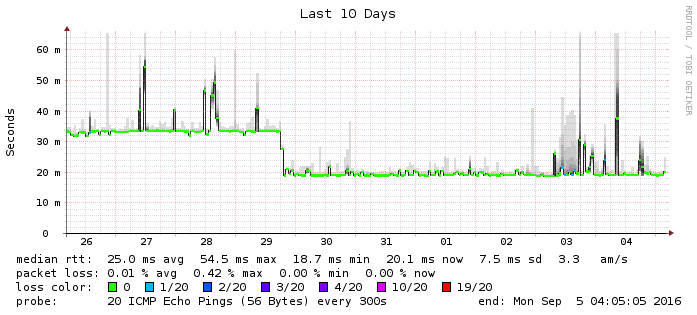 Last 10 Days
RRDTOOL / TOBI OETIKER
Seconds
60 m
50 m
40 m
30 m
20 m
10 m
0
26 27 28 29 30 31 01 02 03 04
median rtt: 25.0 ms avg 54.5 ms max 18.7 ms min 20.1 ms now 7.5 ms sd 3.3 am/s
packet loss: 0.01 % avg 0.42 % max 0.00 % min 0.00 % now
loss color: 0 1/20 2/20 3/20 4/20 10/20 19/20
probe: 20 ICMP Echo Pings (56 Bytes) every 300s end: Mon Sep 5 04:05:05 2016